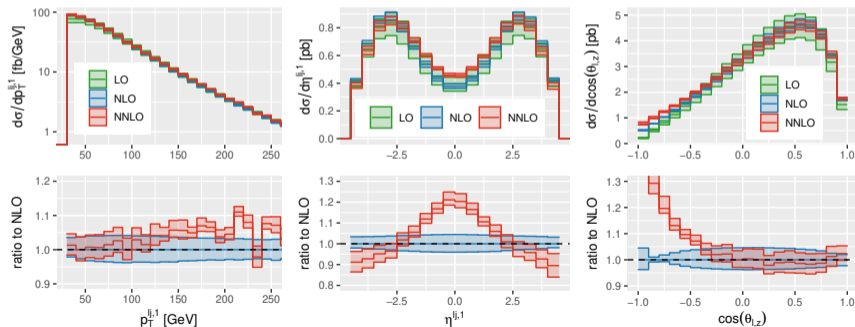 dσ/dp_T^{lj,1} [fb/GeV]
100
10
1
LO
NLO
NNLO
50 100 150 200 250
ratio to NLO
1.2
1.1
1.0
0.9
50 100 150 200 250
p_T^{lj,1} [GeV]
dσ/dη^{lj,1} [pb]
0.8
0.6
0.4
0.2
0.0
LO NLO NNLO
−2.5 0.0 2.5
ratio to NLO
1.3
1.2
1.1
1.0
0.9
0.8
−2.5 0.0 2.5
η^{lj,1}
dσ/dcos(θ_{l,z}) [pb]
5
4
3
2
1
0
LO
NLO
NNLO
−1.0 −0.5 0.0 0.5 1.0
ratio to NLO
1.3
1.2
1.1
1.0
0.9
−1.0 −0.5 0.0 0.5 1.0
cos(θ_{l,z})